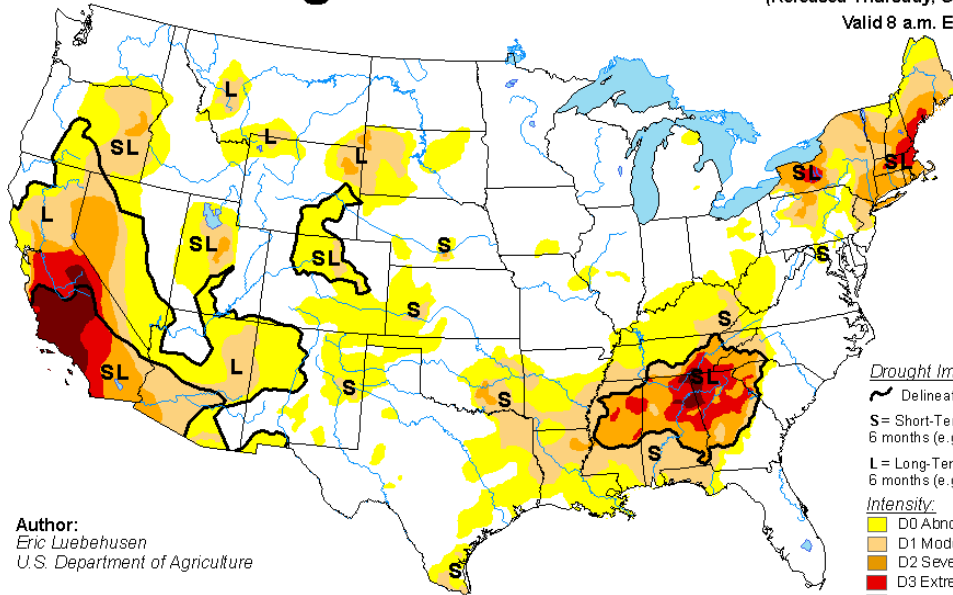 (Released Thursday,
Valid 8 a.m.
L
L
SL
L
SL
SL
L
SL
SL
S
S
SL
S
S
L
SL
SL
S
S
S
S
Drought
Delineat
S = Short-Ter
6 months (e.g
L = Long-Ter
6 months (e.g
Intensity:
D0 Abno
D1 Mod
D2 Seve
D3 Extre
Author:
Eric Luebehusen
U.S. Department of Agriculture